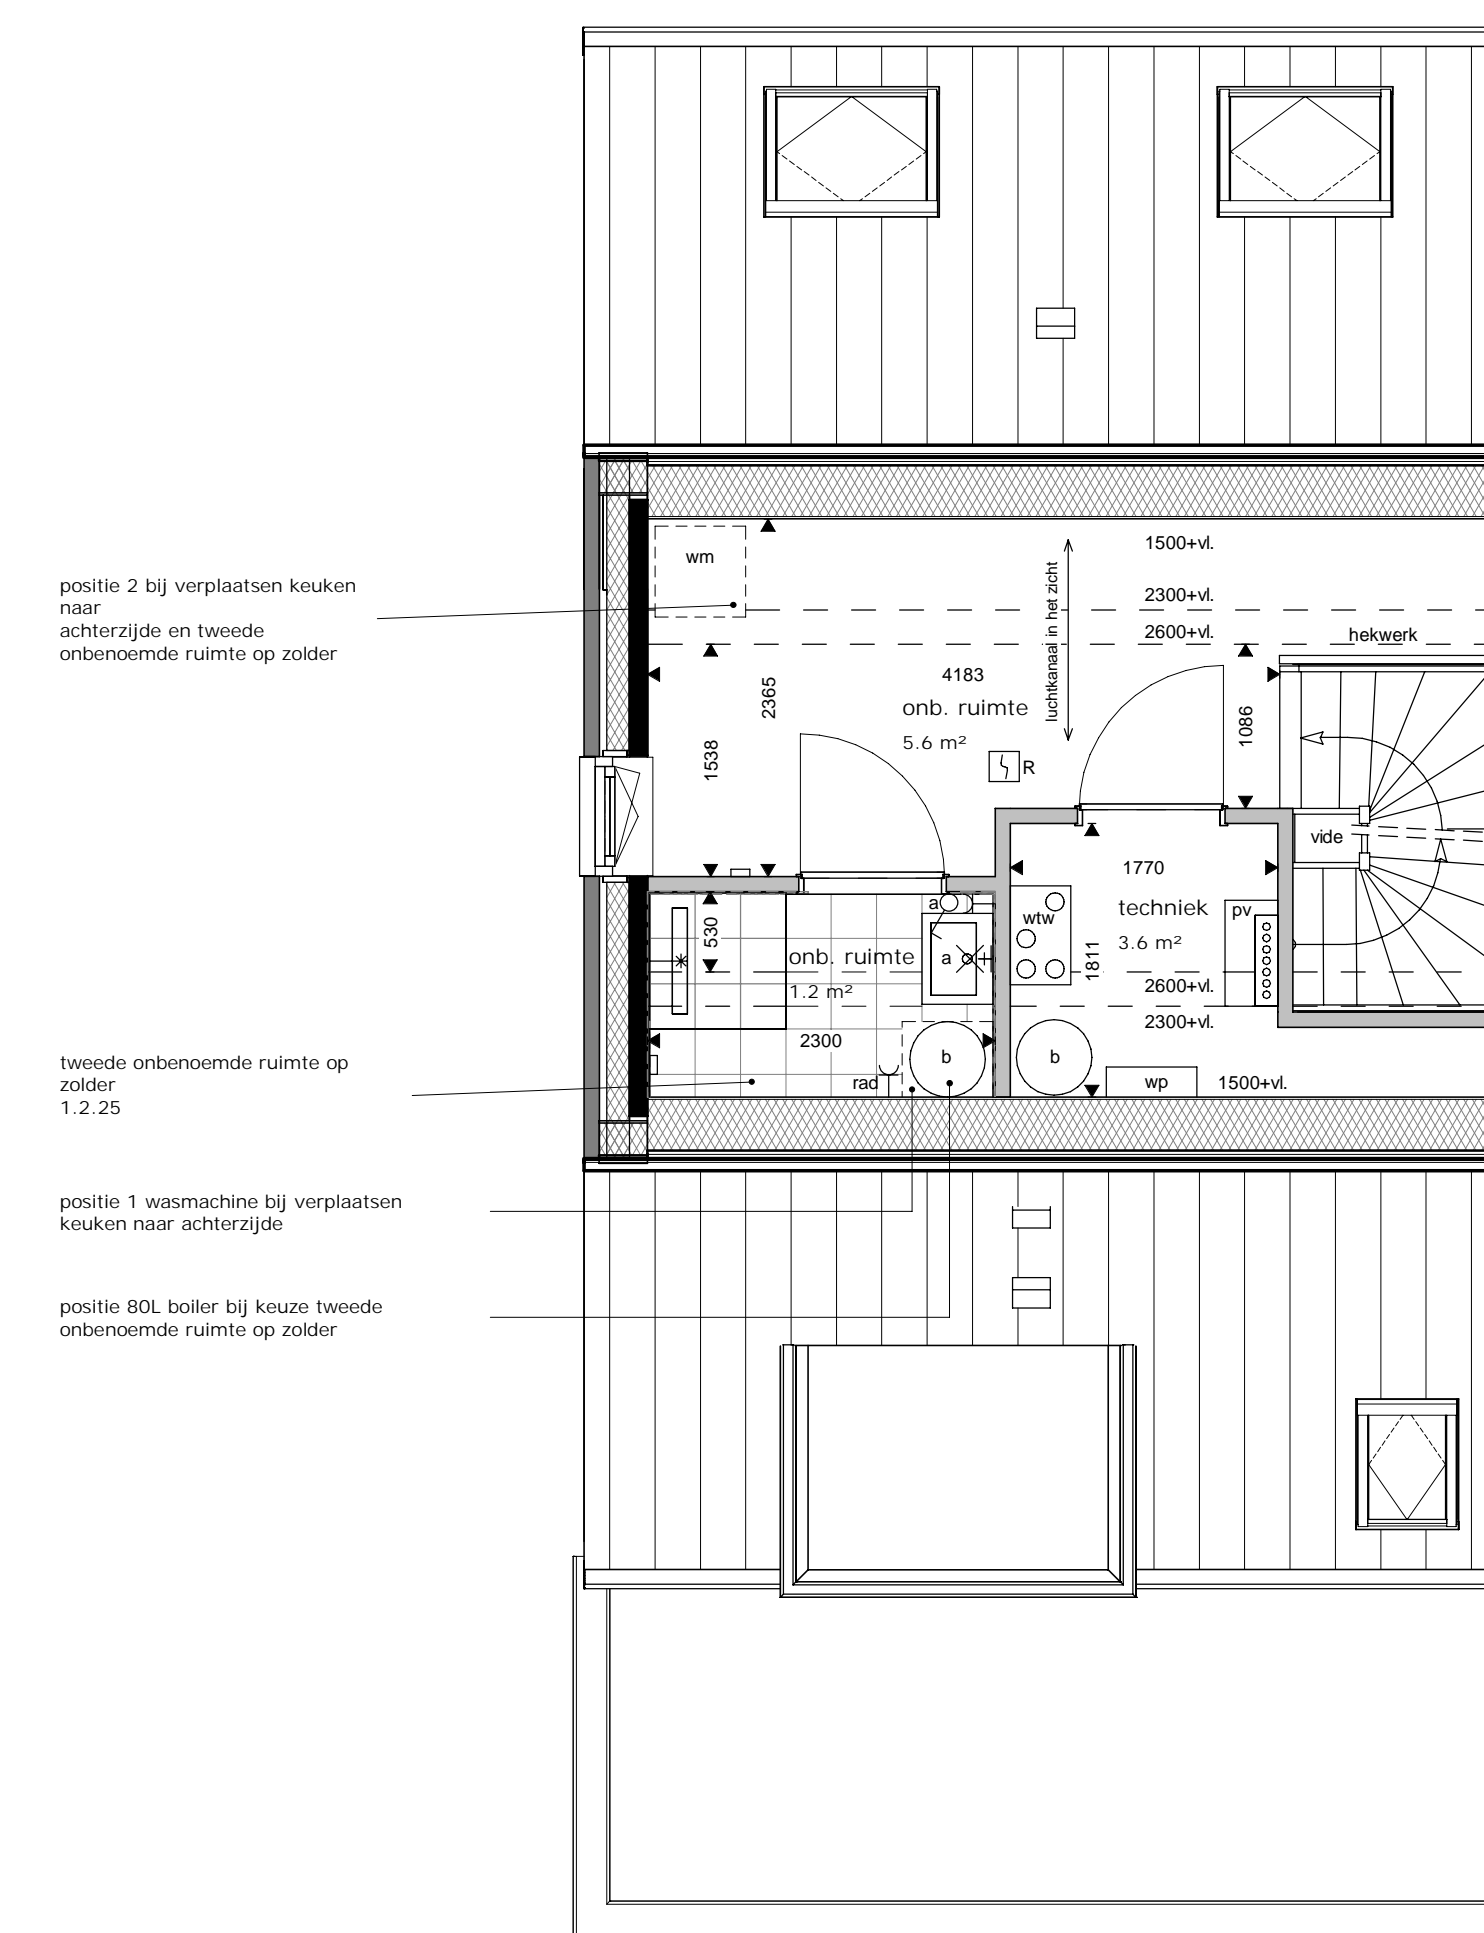 positie 2 bij verplaatsen keuken
naar
achterzijde en tweede
onbenoemde ruimte op zolder
tweede onbenoemde ruimte op
zolder
1.2.25
positie 1 wasmachine bij verplaatsen
keuken naar achterzijde
positie 80L boiler bij keuze tweede
onbenoemde ruimte op zolder
wm
1500+vl.
2300+vl.
2600+vl.
hekwerk
luchtkanaal in het zicht
4183
2365
onb. ruimte
5.6 m²
1538
1086
R
vide
1770
a
wtw
techniek
3.6 m²
pv
530
1811
onb. ruimte
1.2 m²
a
2600+vl.
2300+vl.
2300
b
b
rad
wp
1500+vl.